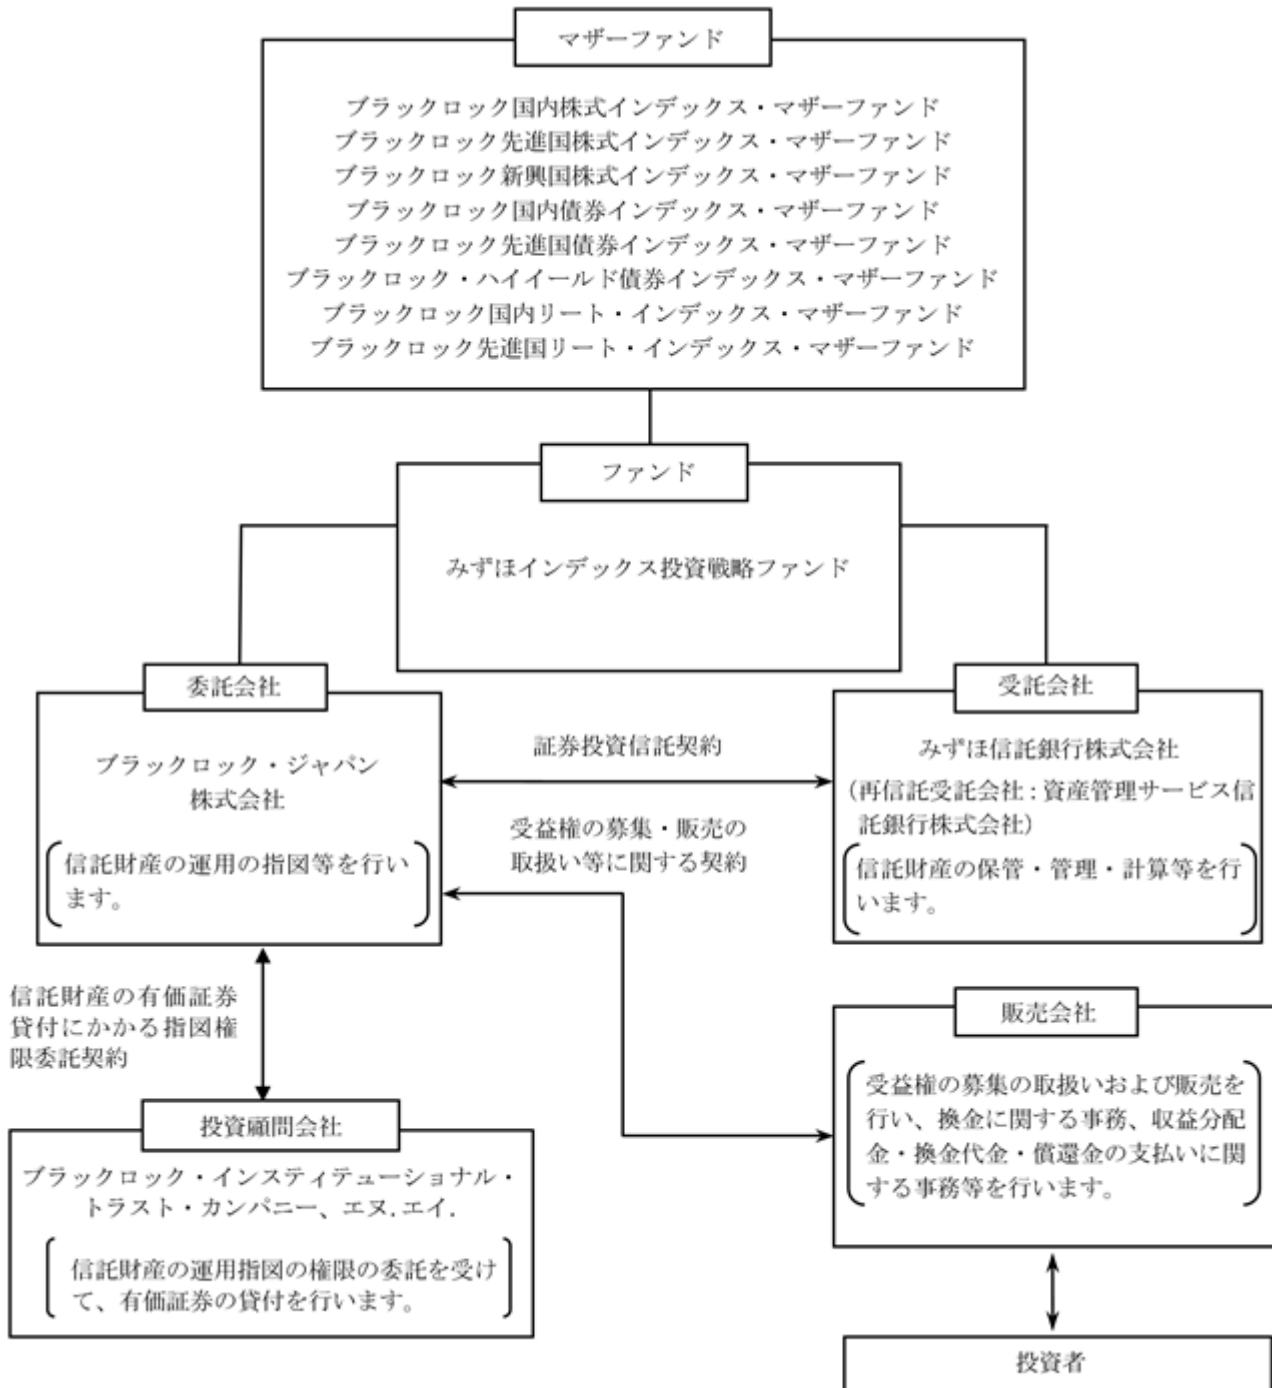 マザーファンド
ブラックロック国内株式インデックス・マザーファンド
ブラックロック先進国株式インデックス・マザーファンド
ブラックロック新興国株式インデックス・マザーファンド
ブラックロック国内債券インデックス・マザーファンド
ブラックロック先進国債券インデックス・マザーファンド
ブラックロック・ハイイールド債券インデックス・マザーファンド
ブラックロック国内リート・インデックス・マザーファンド
ブラックロック先進国リート・インデックス・マザーファンド
ファンド
みずほインデックス投資戦略ファンド
委託会社
ブラックロック・ジャパン
株式会社
信託財産の運用の指図等を行い
ます。
証券投資信託契約
受益権の募集・販売の
取扱い等に関する契約
受託会社
みずほ信託銀行株式会社
(再信託受託会社:資産管理サービス信
託銀行株式会社)
信託財産の保管・管理・計算等を行
います。
信託財産の有価証券
貸付にかかる指図権
限委託契約
販売会社
受益権の募集の取扱いおよび販売を
行い、換金に関する事務、収益分配
金・換金代金・償還金の支払いに関
する事務等を行います。
投資顧問会社
ブラックロック・インスティテューショナル・
トラスト・カンパニー、エヌ.エイ.
信託財産の運用指図の権限の委託を受け
て、有価証券の貸付を行います。
投資者